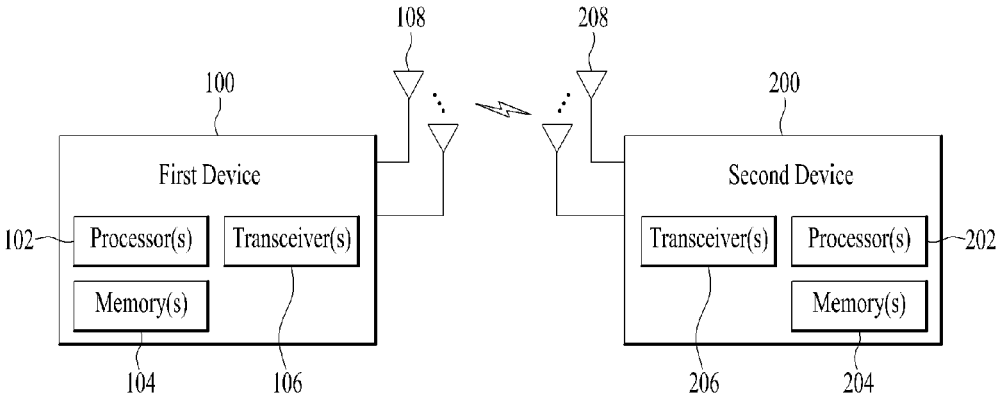 108
208
100
200
First Device
Second Device
102
Processor(s)
Transceiver(s)
Transceiver(s)
Processor(s)
202
Memory(s)
Memory(s)
104
106
206
204